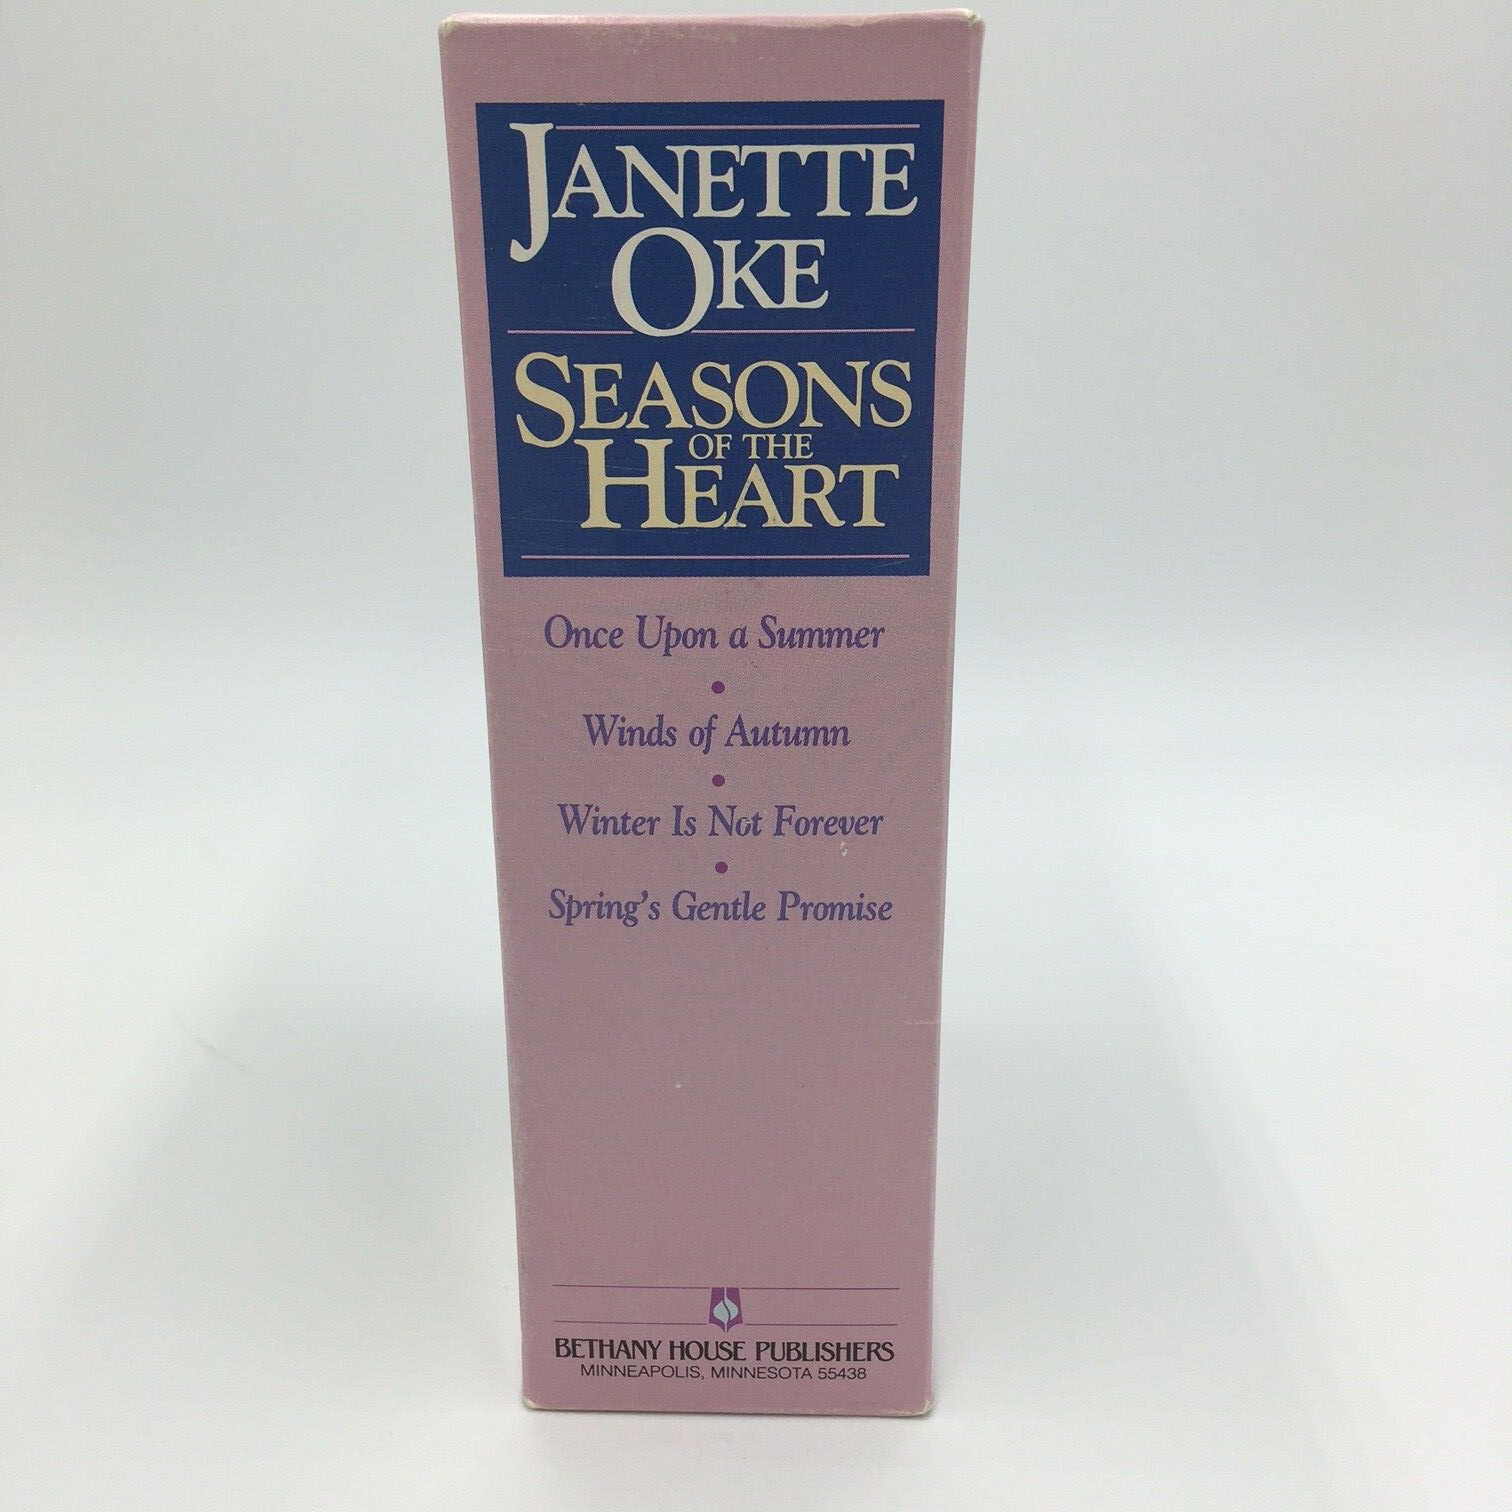 JANETTE
OKE
SEASONS
OF THE
HEART
Once Upon a Summer
•
Winds of Autumn
•
Winter Is Not Forever
•
Spring's Gentle Promise
BETHANY HOUSE PUBLISHERS
MINNEAPOLIS, MINNESOTA 55438